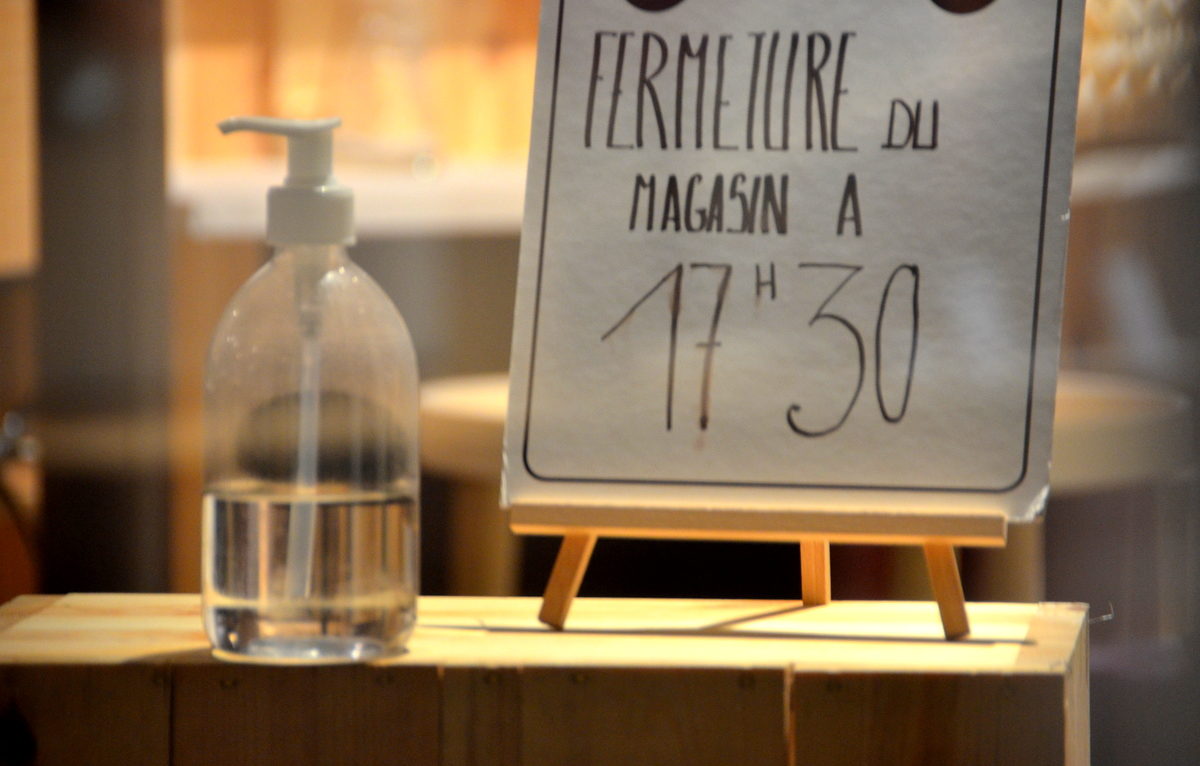 FERMETURE DU
MAGASIN A
17H30